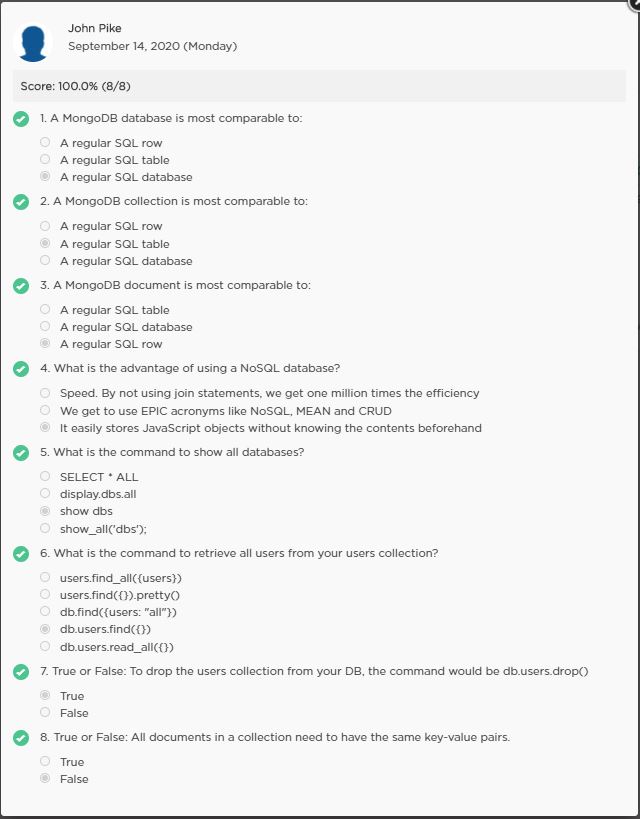 John Pike
September 14, 2020 (Monday)
Score: 100.0% (8/8)
1. A MongoDB database is most comparable to:
A regular SQL row
A regular SQL table
A regular SQL database
2. A MongoDB collection is most comparable to:
A regular SQL row
A regular SQL table
A regular SQL database
3. A MongoDB document is most comparable to:
A regular SQL table
A regular SQL database
A regular SQL row
4. What is the advantage of using a NoSQL database?
Speed. By not using join statements, we get one million times the efficiency
We get to use EPIC acronyms like NoSQL, MEAN and CRUD
It easily stores JavaScript objects without knowing the contents beforehand
5. What is the command to show all databases?
SELECT * ALL
display.dbs.all
show dbs
show_all('dbs');
6. What is the command to retrieve all users from your users collection?
users.find_all({users})
users.find({}).pretty()
db.find({users: "all"})
db.users.find({})
db.users.read_all({})
7. True or False: To drop the users collection from your DB, the command would be db.users.drop()
True
False
8. True or False: All documents in a collection need to have the same key-value pairs.
True
False